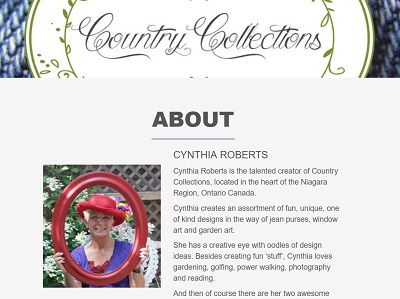 Country Collections
ABOUT
CYNTHIA ROBERTS
Cynthia Roberts is the talented creator of Country
Collections, located in the heart of the Niagara
Region, Ontario Canada.
Cynthia creates an assortment of fun, unique, one
of kind designs in the way of jean purses, window
art and garden art.
She has a creative eye with oodles of design
ideas. Besides creating fun 'stuff', Cynthia loves
gardening, golfing, power walking, photography
and reading.
And then of course there are her two awesome